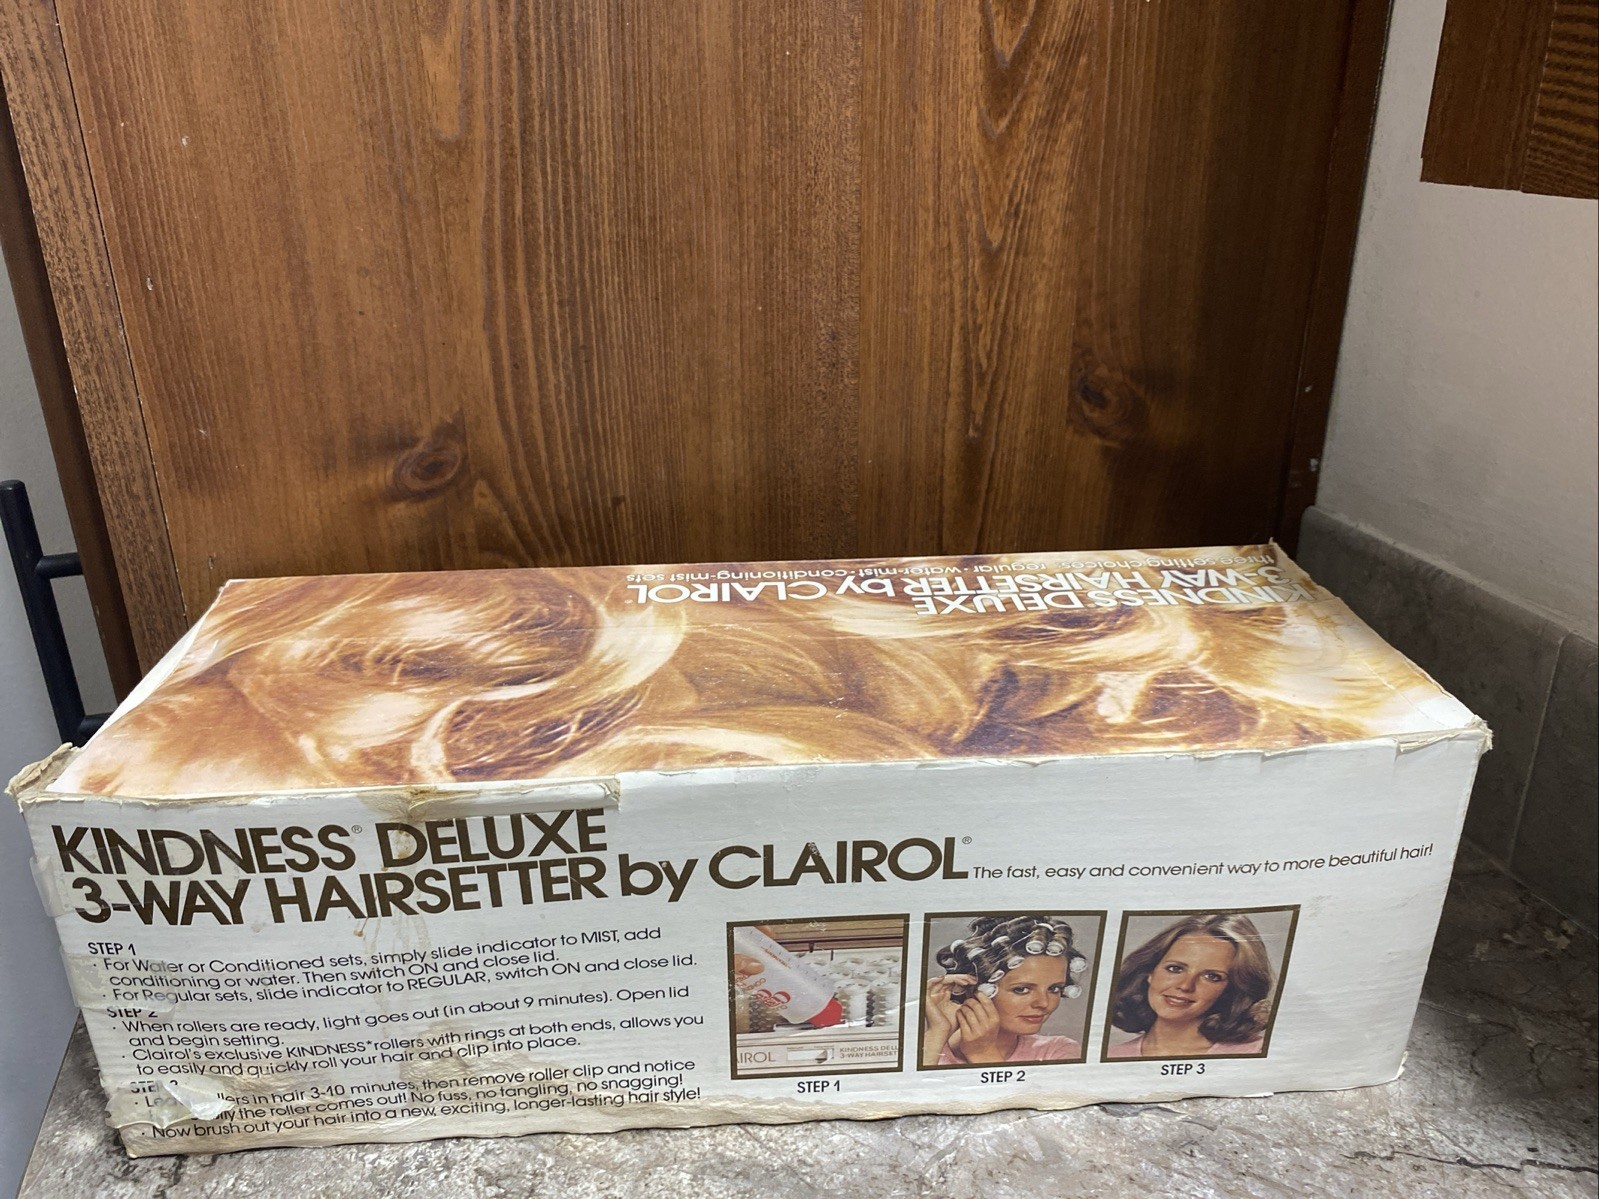 three setting choices: regular • water-mist • conditioning-mist sets
3-WAY HAIRSETTER by CLAIROL®
KINDNESS DELUXE
KINDNESS® DELUXE
3-WAY HAIRSETTER by CLAIROL®
The fast, easy and convenient way to more beautiful hair!
STEP 1
• For Water or Conditioned sets, simply slide indicator to MIST, add
conditioning or water. Then switch ON and close lid.
• For Regular sets, slide indicator to REGULAR, switch ON and close lid.
STEP 2
• When rollers are ready, light goes out (in about 9 minutes). Open lid
and begin setting.
• Clairol's exclusive KINDNESS* rollers with rings at both ends, allows you
to easily and quickly roll your hair and clip into place.
STEP 3
in hair 3-10 minutes, then remove roller clip and notice
the roller comes out! No fuss, no tangling, no snagging!
• Now brush out your hair into a new, exciting, longer-lasting hair style!
KINDNESS DEL
3-WAY HAIRSET
STEP 1
STEP 2
STEP 3